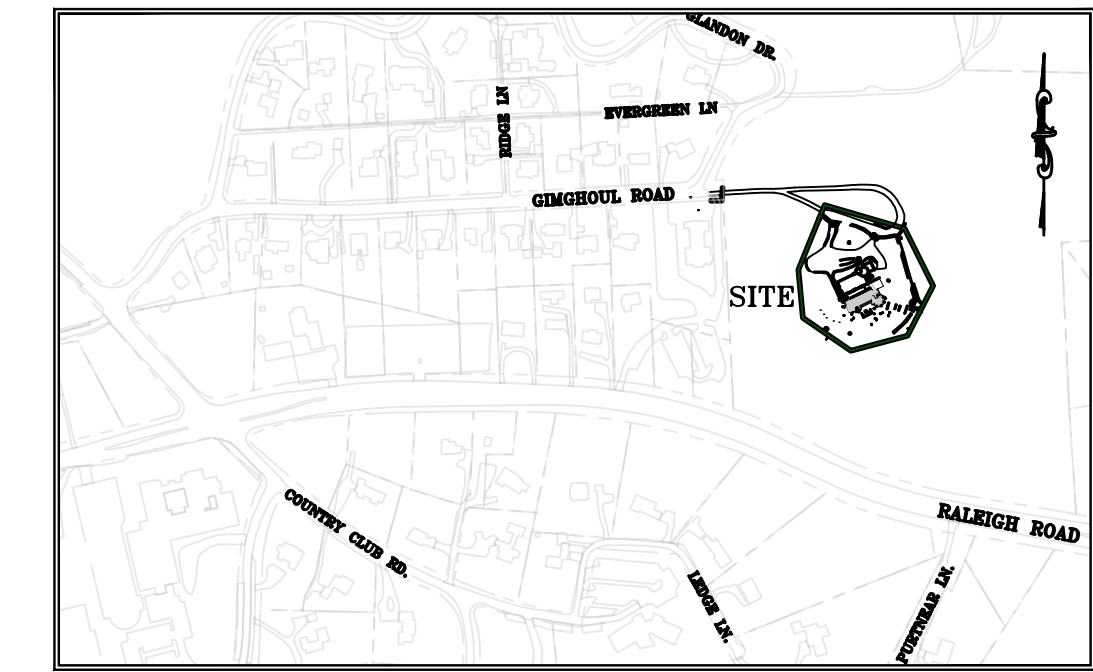 GLANDON DR.
EVERGREEN LN
RIDGE LN
GIMGHOUL ROAD
SITE
RALEIGH ROAD
COUNTRY CLUB RD.
LEDGE LN.
PURTNEAR LN.